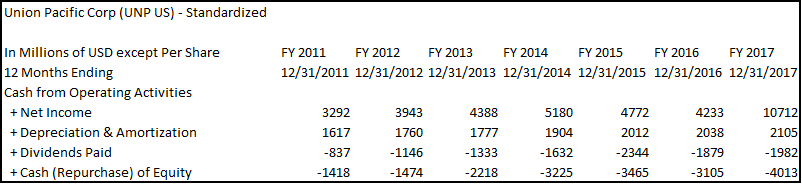 Union Pacific Corp (UNP US) - Standardized
In Millions of USD except Per Share FY 2011 FY 2012 FY 2013 FY 2014 FY 2015 FY 2016 FY 2017
12 Months Ending 12/31/2011 12/31/2012 12/31/2013 12/31/2014 12/31/2015 12/31/2016 12/31/2017
Cash from Operating Activities
+ Net Income 3292 3943 4388 5180 4772 4233 10712
+ Depreciation & Amortization 1617 1760 1777 1904 2012 2038 2105
+ Dividends Paid -837 -1146 -1333 -1632 -2344 -1879 -1982
+ Cash (Repurchase) of Equity -1418 -1474 -2218 -3225 -3465 -3105 -4013